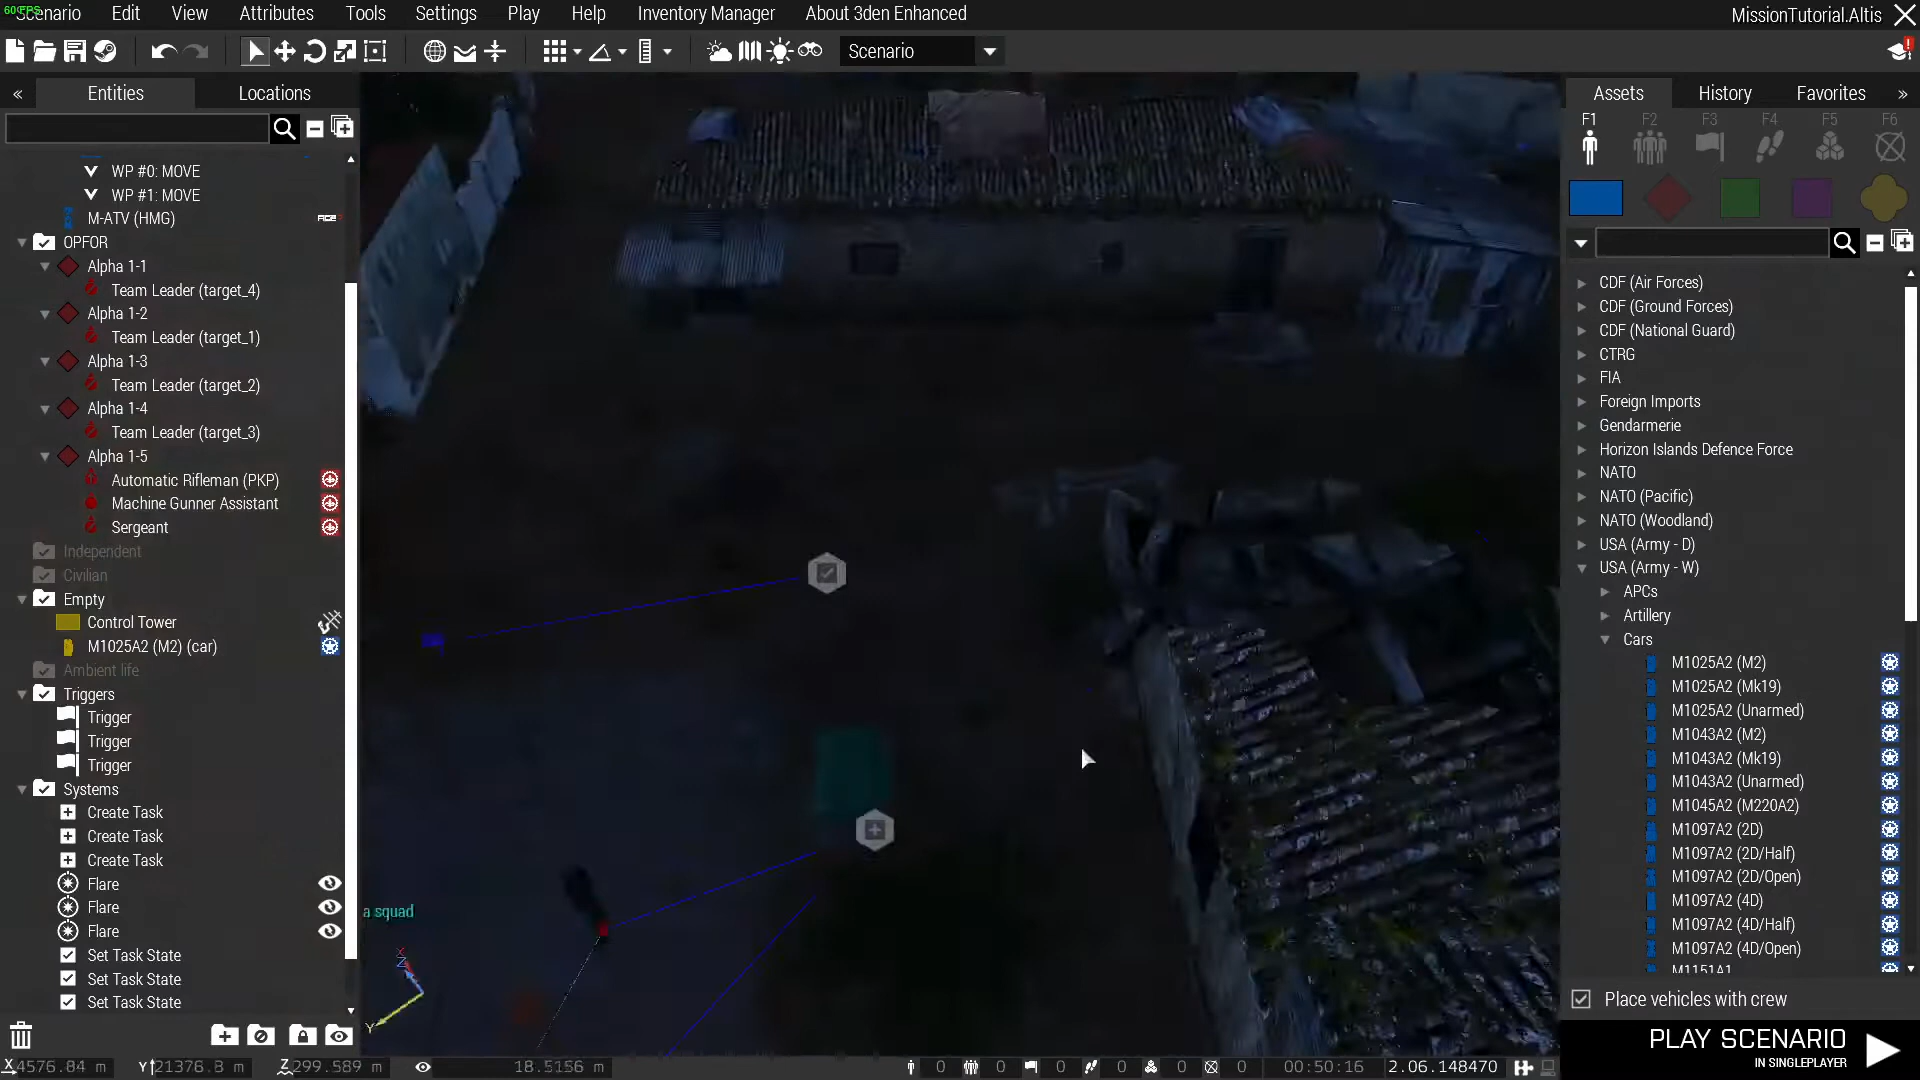 60 FPS
Scenario Edit View Attributes Tools Settings Play Help Inventory Manager About 3den Enhanced
MissionTutorial.Altis
Scenario
Entities Locations
WP #0: MOVE
WP #1: MOVE
M-ATV (HMG)
OPFOR
Alpha 1-1
Team Leader (target_4)
Alpha 1-2
Team Leader (target_1)
Alpha 1-3
Team Leader (target_2)
Alpha 1-4
Team Leader (target_3)
Alpha 1-5
Automatic Rifleman (PKP)
Machine Gunner Assistant
Sergeant
Independent
Civilian
Empty
Control Tower
M1025A2 (M2) (car)
Ambient life
Triggers
Trigger
Trigger
Trigger
Systems
Create Task
Create Task
Create Task
Flare
Flare
Flare
Set Task State
Set Task State
Set Task State
a squad
X
Z
Y
Assets History Favorites
F1 F2 F3 F4 F5 F6
CDF (Air Forces)
CDF (Ground Forces)
CDF (National Guard)
CTRG
FIA
Foreign Imports
Gendarmerie
Horizon Islands Defence Force
NATO
NATO (Pacific)
NATO (Woodland)
USA (Army - D)
USA (Army - W)
APCs
Artillery
Cars
M1025A2 (M2)
M1025A2 (Mk19)
M1025A2 (Unarmed)
M1043A2 (M2)
M1043A2 (Mk19)
M1043A2 (Unarmed)
M1045A2 (M220A2)
M1097A2 (2D)
M1097A2 (2D/Half)
M1097A2 (2D/Open)
M1097A2 (4D)
M1097A2 (4D/Half)
M1097A2 (4D/Open)
M1151A1
Place vehicles with crew
PLAY SCENARIO
IN SINGLEPLAYER
X 4576.84 m Y 21376.8 m Z 299.589 m 18.5156 m 0 0 0 0 0 0 00:50:16 2.06.148470